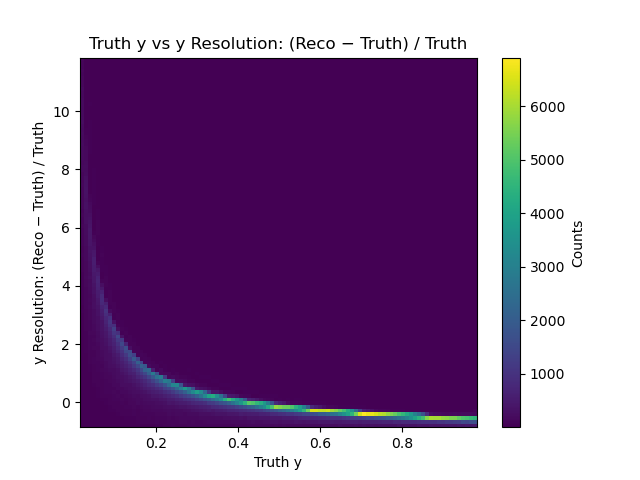 Truth y vs y Resolution: (Reco − Truth) / Truth
y Resolution: (Reco − Truth) / Truth
10
8
6
4
2
0
0.2 0.4 0.6 0.8
Truth y
6000
5000
4000
3000
2000
1000
Counts